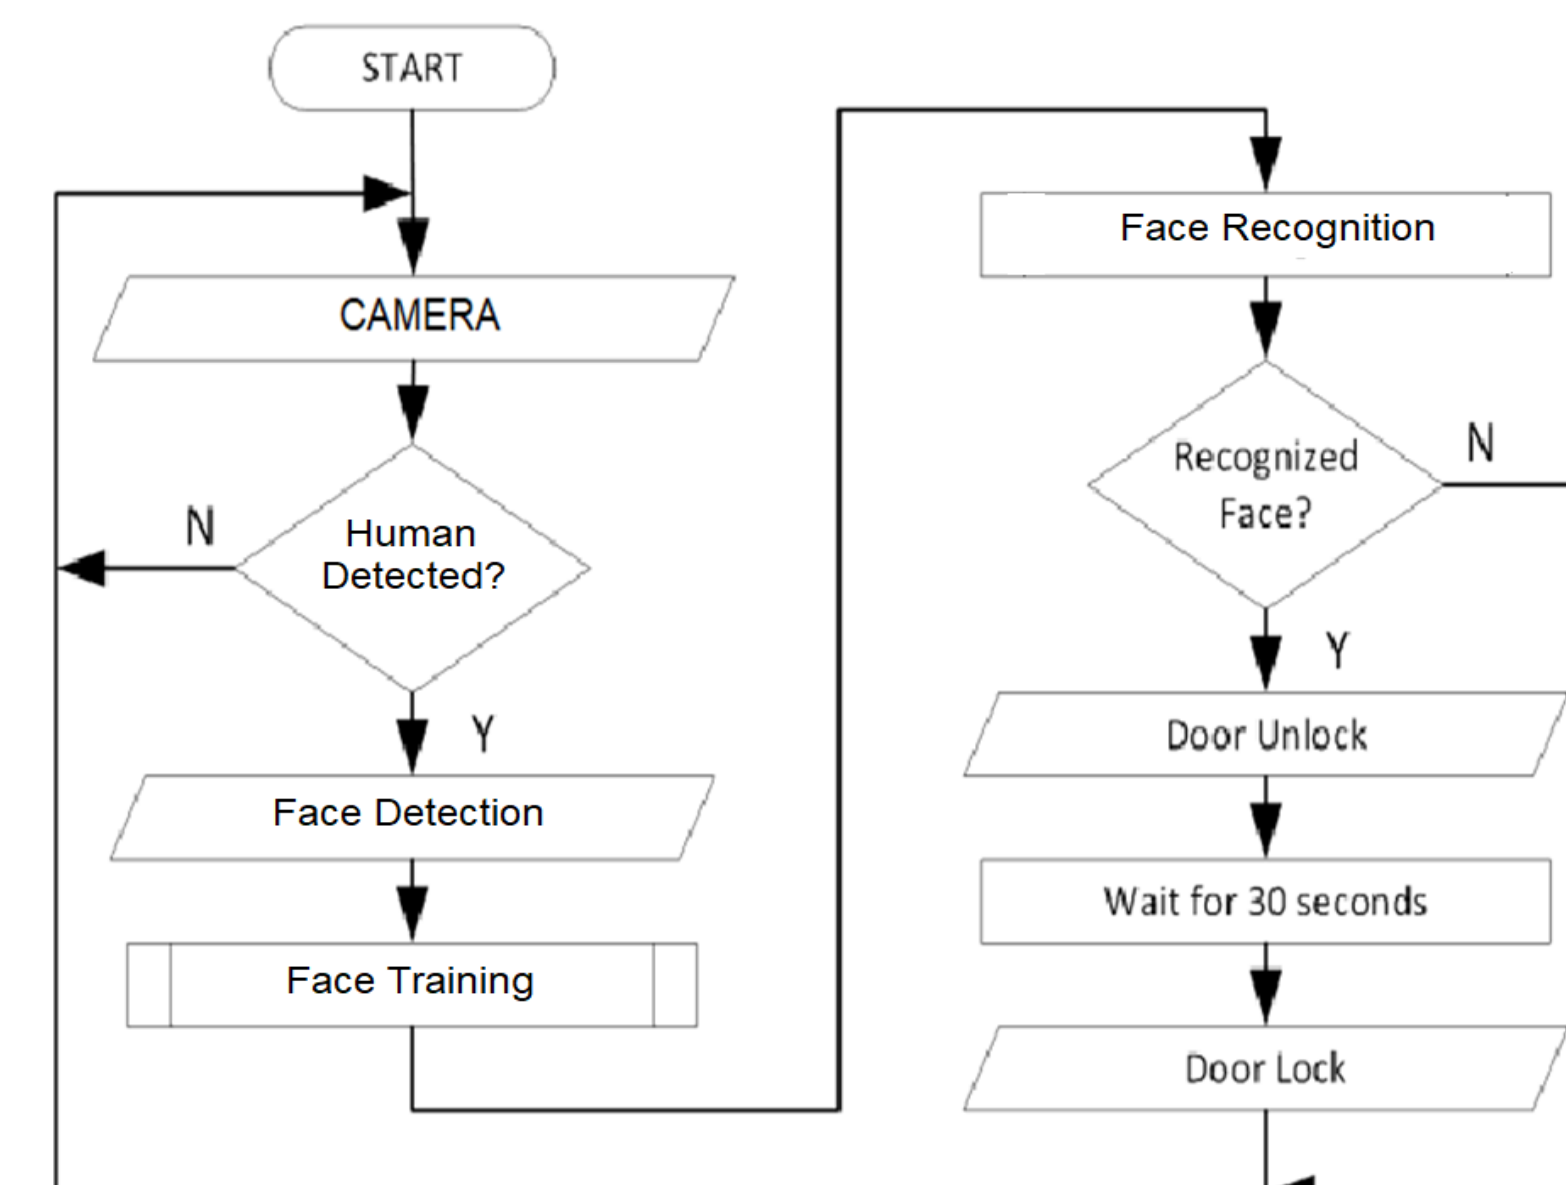 START
CAMERA
N
Human
Detected?
Y
Face Detection
Face Training
Face Recognition
Recognized
Face?
N
Y
Door Unlock
Wait for 30 seconds
Door Lock